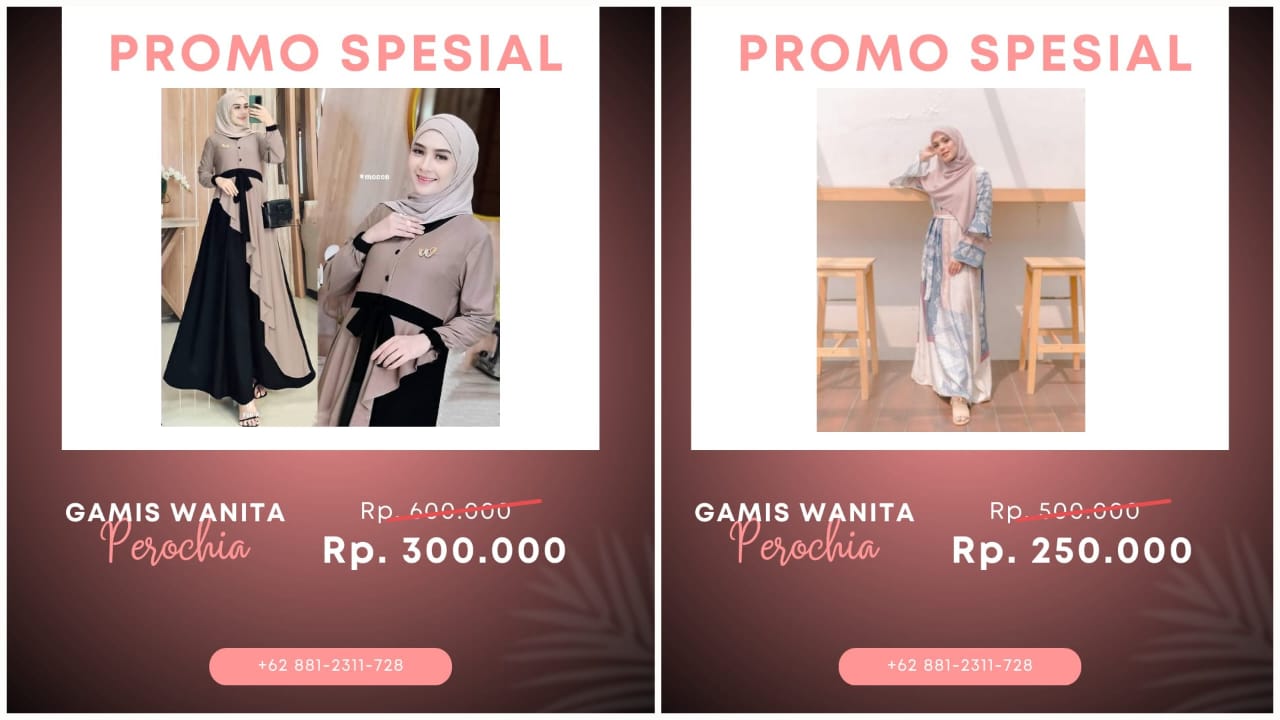 PROMO SPESIAL
#mocca
GAMIS WANITA
Perochia
Rp. 600.000
Rp. 300.000
+62 881-2311-728
PROMO SPESIAL
GAMIS WANITA
Perochia
Rp. 500.000
Rp. 250.000
+62 881-2311-728